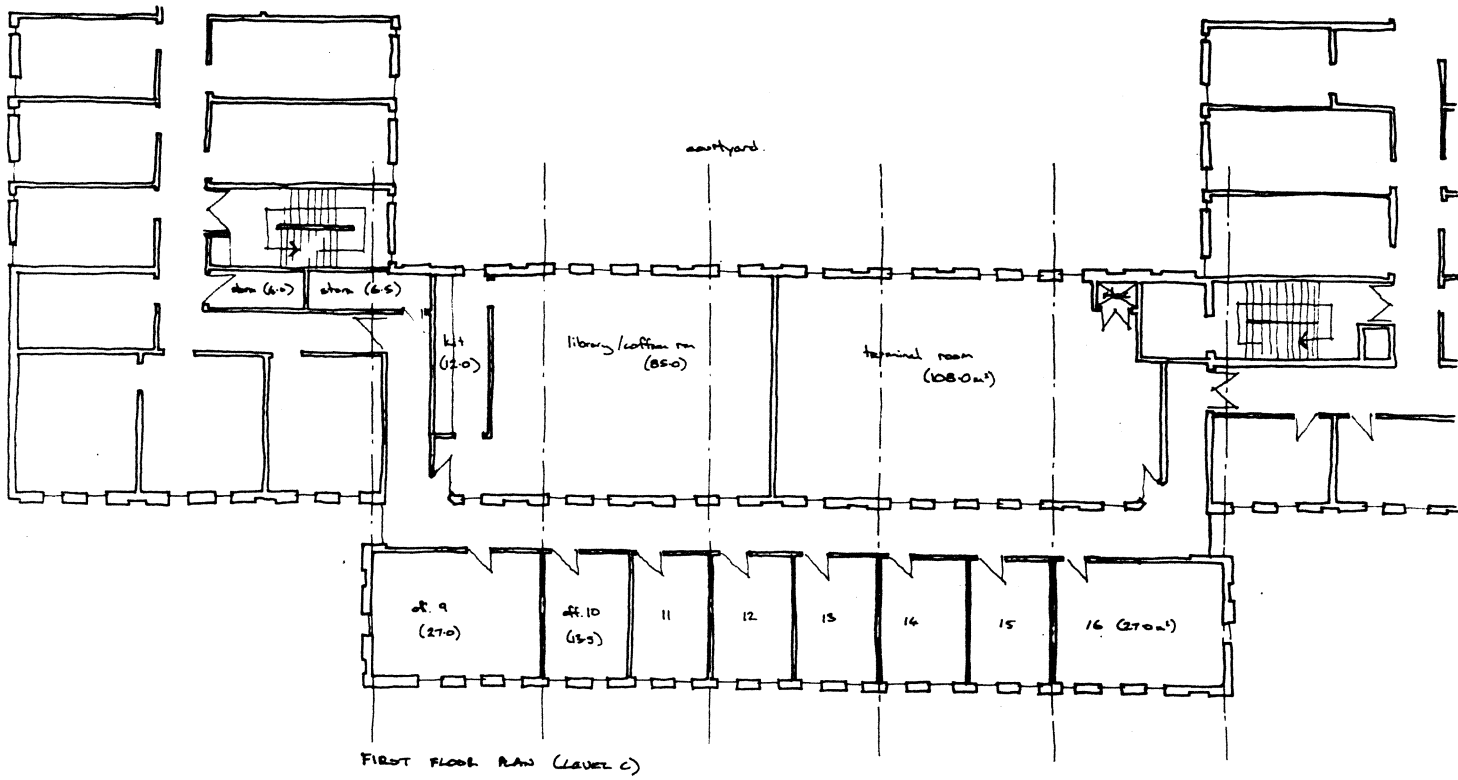 courtyard.
store (6.0)
store (6.5)
kit
(12.0)
library/coffee rm
(85.0)
terminal room
(108.0m²)
of. 9
(27.0)
off. 10
(13.5)
11
12
13
14
15
16 (27.0m²)
FIRST FLOOR PLAN (LEVEL C)